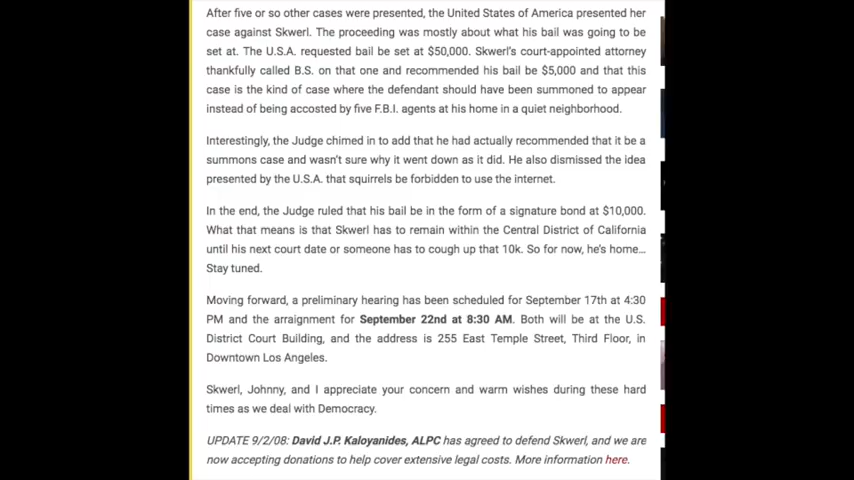 After five or so other cases were presented, the United States of America presented her
case against Skwerl. The proceeding was mostly about what his bail was going to be
set at. The U.S.A. requested bail be set at $50,000. Skwerl's court-appointed attorney
thankfully called B.S. on that one and recommended his bail be $5,000 and that this
case is the kind of case where the defendant should have been summoned to appear
instead of being accosted by five F.B.I. agents at his home in a quiet neighborhood.
Interestingly, the Judge chimed in to add that he had actually recommended that it be a
summons case and wasn't sure why it went down as it did. He also dismissed the idea
presented by the U.S.A. that squirrels be forbidden to use the internet.
In the end, the Judge ruled that his bail be in the form of a signature bond at $10,000.
What that means is that Skwerl has to remain within the Central District of California
until his next court date or someone has to cough up that 10k. So for now, he's home...
Stay tuned.
Moving forward, a preliminary hearing has been scheduled for September 17th at 4:30
PM and the arraignment for September 22nd at 8:30 AM. Both will be at the U.S.
District Court Building, and the address is 255 East Temple Street, Third Floor, in
Downtown Los Angeles.
Skwerl, Johnny, and I appreciate your concern and warm wishes during these hard
times as we deal with Democracy.
UPDATE 9/2/08: David J.P. Kaloyanides, ALPC has agreed to defend Skwerl, and we are
now accepting donations to help cover extensive legal costs. More information here.